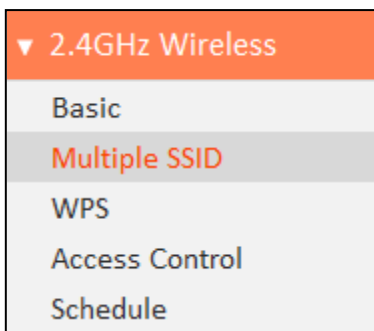 2.4GHz Wireless
Basic
Multiple SSID
WPS
Access Control
Schedule